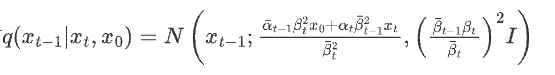 q(x_{t-1}|x_t, x_0) = N\left(x_{t-1}; \frac{\bar{\alpha}_{t-1}\beta_t^2 x_0 + \alpha_t \bar{\beta}_{t-1}^2 x_t}{\bar{\beta}_t^2}, \left(\frac{\bar{\beta}_{t-1}\beta_t}{\bar{\beta}_t}\right)^2 I\right)